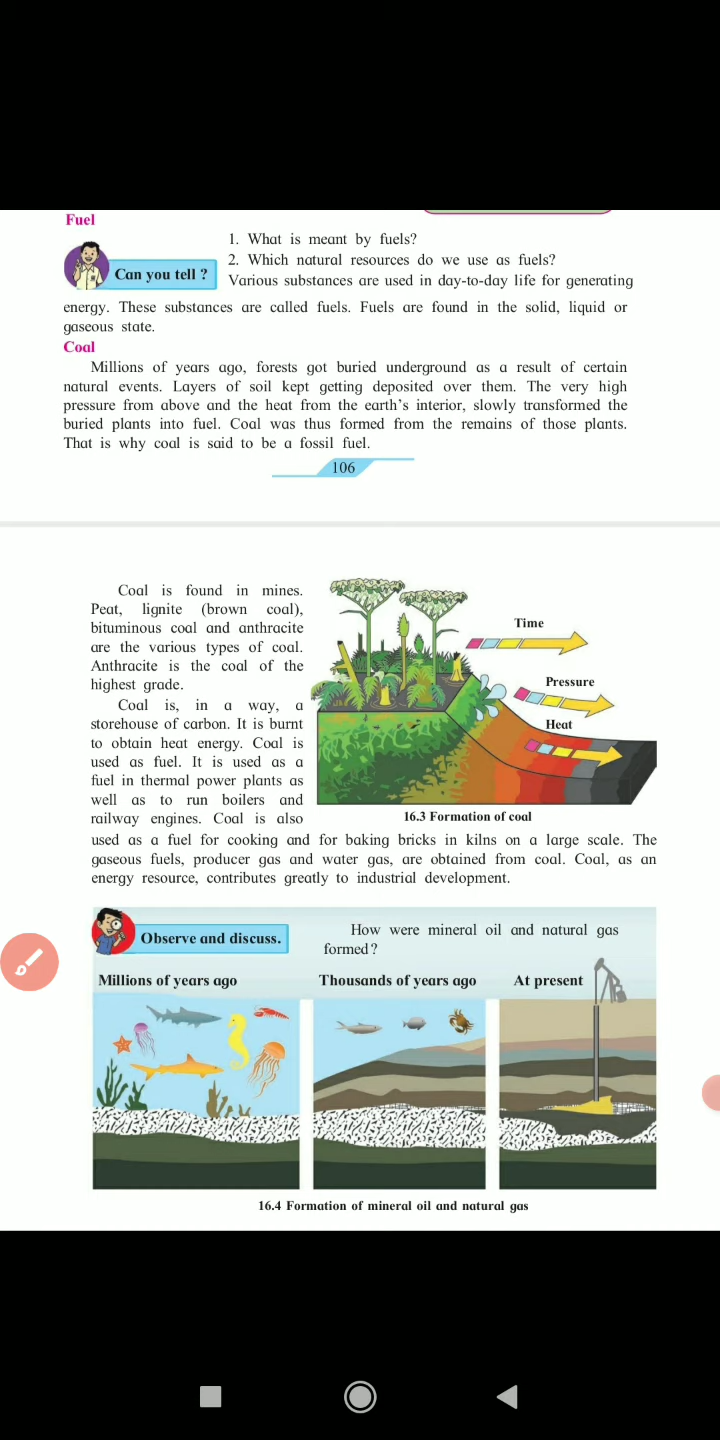 Fuel
1. What is meant by fuels?
2. Which natural resources do we use as fuels?
Can you tell ?
Various substances are used in day-to-day life for generating
energy. These substances are called fuels. Fuels are found in the solid, liquid or
gaseous state.
Coal
Millions of years ago, forests got buried underground as a result of certain
natural events. Layers of soil kept getting deposited over them. The very high
pressure from above and the heat from the earth's interior, slowly transformed the
buried plants into fuel. Coal was thus formed from the remains of those plants.
That is why coal is said to be a fossil fuel.
106
Coal is found in mines.
Peat, lignite (brown coal),
bituminous coal and anthracite
are the various types of coal.
Anthracite is the coal of the
highest grade.
Coal is, in a way, a
storehouse of carbon. It is burnt
to obtain heat energy. Coal is
used as fuel. It is used as a
fuel in thermal power plants as
well as to run boilers and
railway engines. Coal is also
Time
Pressure
Heat
16.3 Formation of coal
used as a fuel for cooking and for baking bricks in kilns on a large scale. The
gaseous fuels, producer gas and water gas, are obtained from coal. Coal, as an
energy resource, contributes greatly to industrial development.
Observe and discuss.
How were mineral oil and natural gas
formed?
Millions of years ago
Thousands of years ago
At present
16.4 Formation of mineral oil and natural gas